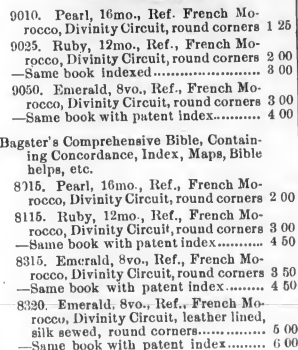 9010. Pearl, 16mo., Ref. French Mo-
rocco, Divinity Circuit, round corners 1 25
9025. Ruby, 12mo., Ref. French Mo-
rocco, Divinity Circuit, round corners 2 00
—Same book indexed.................... 3 00
9050. Emerald, 8vo., Ref., French Mo-
rocco, Divinity Circuit, round corners 3 00
—Same book with patent index........... 4 00
Bagster's Comprehensive Bible, Contain-
ing Concordance, Index, Maps, Bible
helps, etc.
8015. Pearl, 16mo., Ref., French Mo-
rocco, Divinity Circuit, round corners 2 00
8115. Ruby, 12mo., Ref., French Mo-
rocco, Divinity Circuit, round corners 3 00
—Same book with patent index........... 4 50
8315. Emerald, 8vo., Ref., French Mo-
rocco, Divinity Circuit, round corners 3 50
—Same book with patent index........... 4 50
8320. Emerald, 8vo., Ref., French Mo-
rocco, Divinity Circuit, leather lined,
silk sewed, round corners............... 5 00
—Same book with patent index........... 6 00